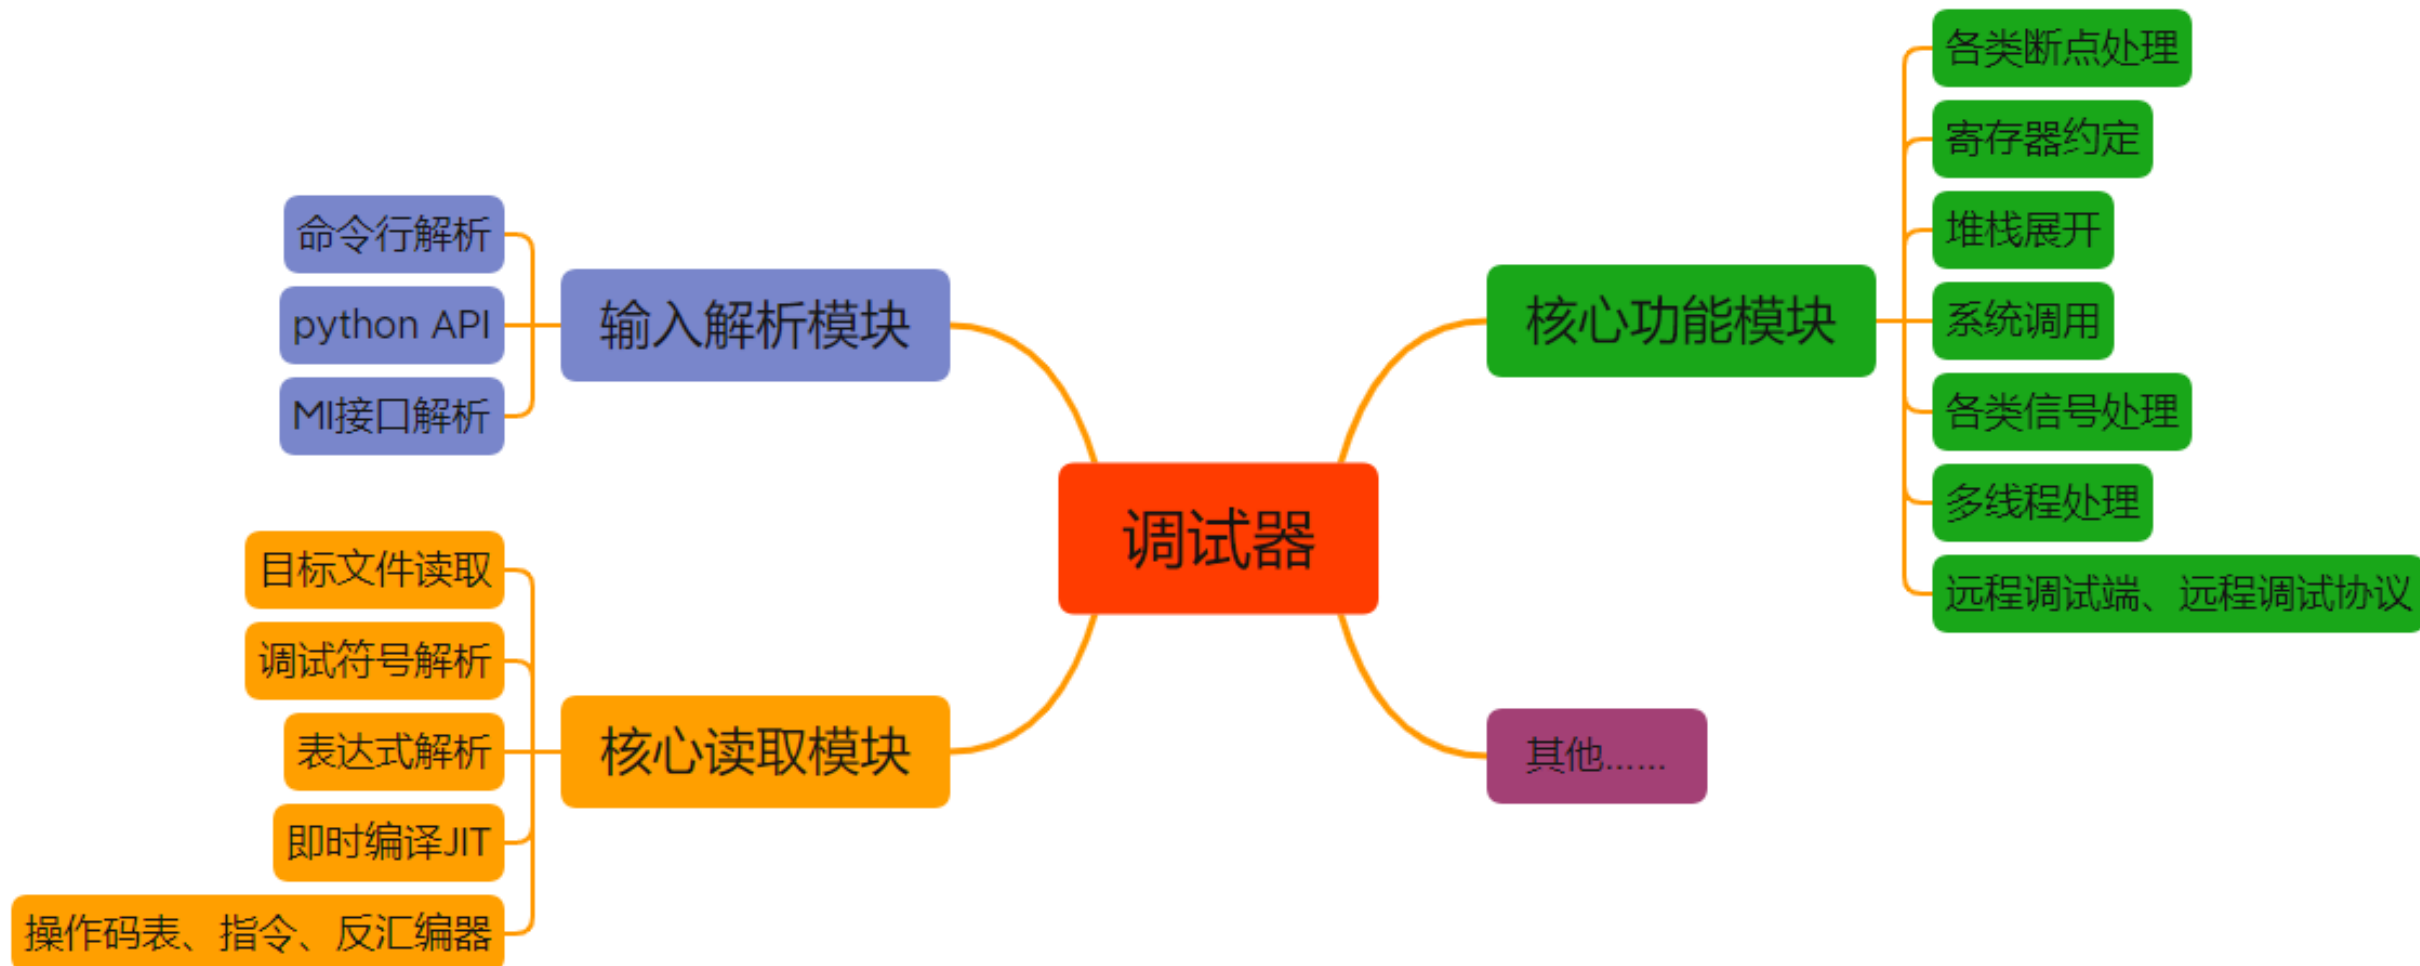 调试器
输入解析模块
命令行解析
python API
MI接口解析
核心读取模块
目标文件读取
调试符号解析
表达式解析
即时编译JIT
操作码表、指令、反汇编器
核心功能模块
各类断点处理
寄存器约定
堆栈展开
系统调用
各类信号处理
多线程处理
远程调试端、远程调试协议
其他......